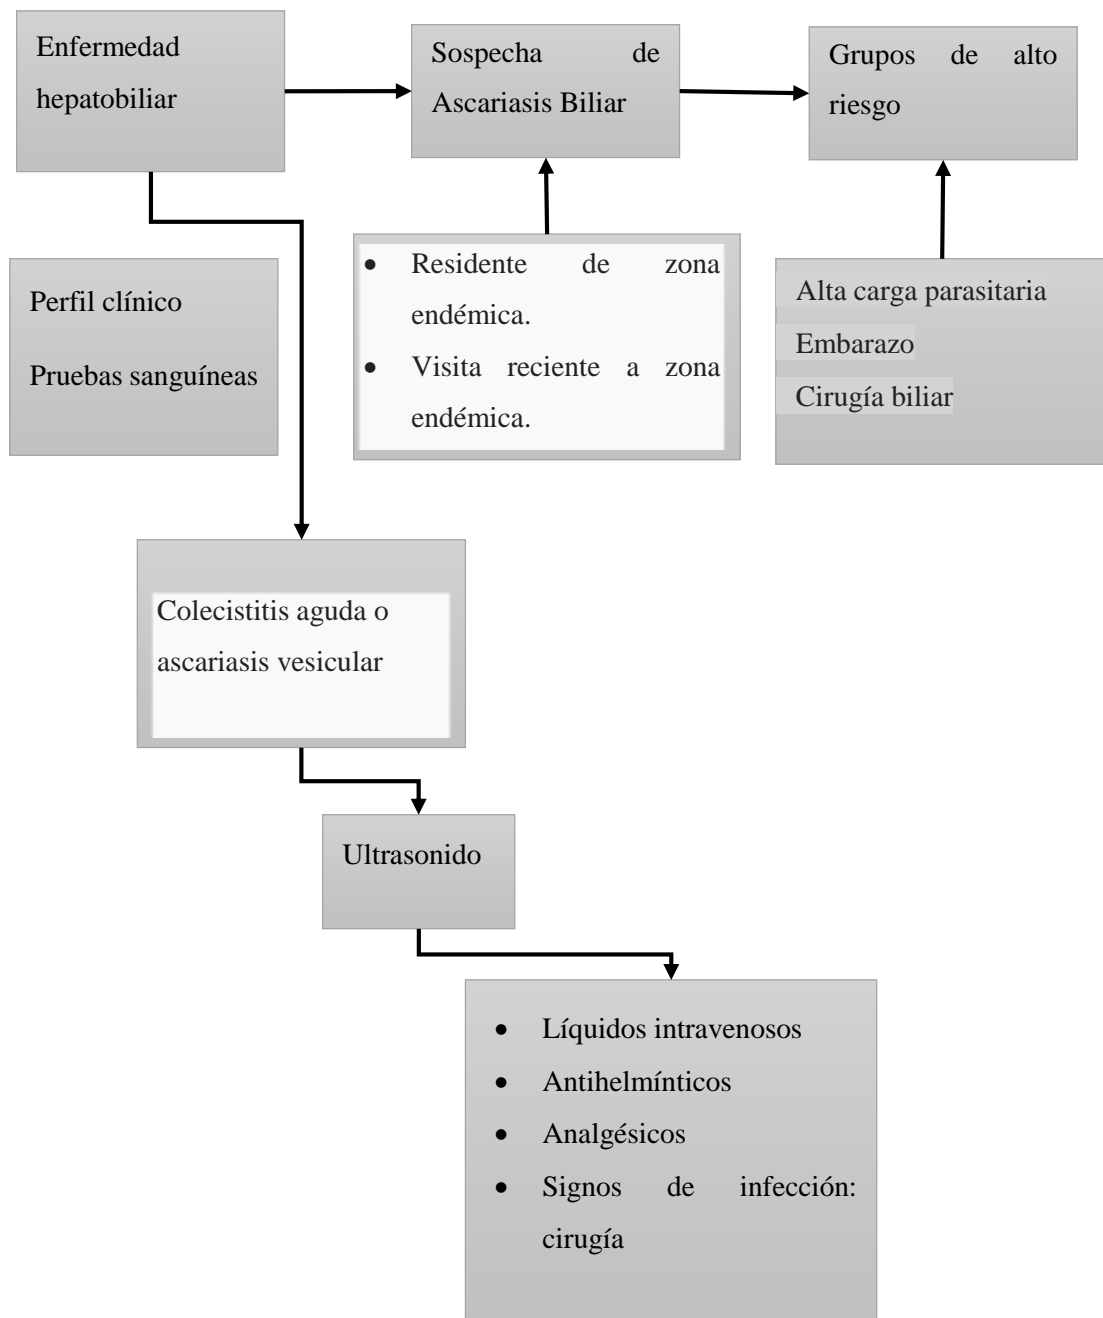 Enfermedad
hepatobiliar
Sospecha de
Ascariasis Biliar
Grupos de alto
riesgo
Perfil clínico
Pruebas sanguíneas
• Residente de zona
endémica.
• Visita reciente a zona
endémica.
Alta carga parasitaria
Embarazo
Cirugía biliar
Colecistitis aguda o
ascariasis vesicular
Ultrasonido
• Líquidos intravenosos
• Antihelmínticos
• Analgésicos
• Signos de infección:
cirugía